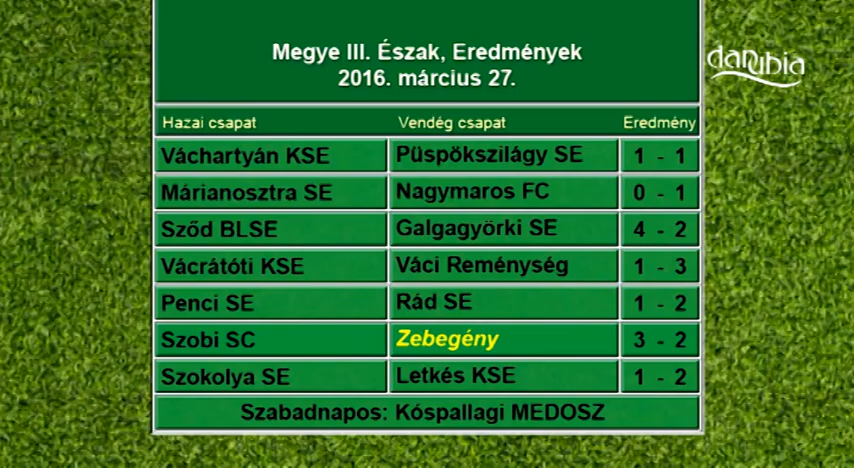 Megye III. Észak, Eredmények
2016. március 27.
danubia
Hazai csapat Vendég csapat Eredmény
Váchartyán KSE Püspökszilágy SE 1 - 1
Márianosztra SE Nagymaros FC 0 - 1
Sződ BLSE Galgagyörki SE 4 - 2
Vácrátóti KSE Váci Reménység 1 - 3
Penci SE Rád SE 1 - 2
Szobi SC Zebegény 3 - 2
Szokolya SE Letkés KSE 1 - 2
Szabadnapos: Kóspallagi MEDOSZ